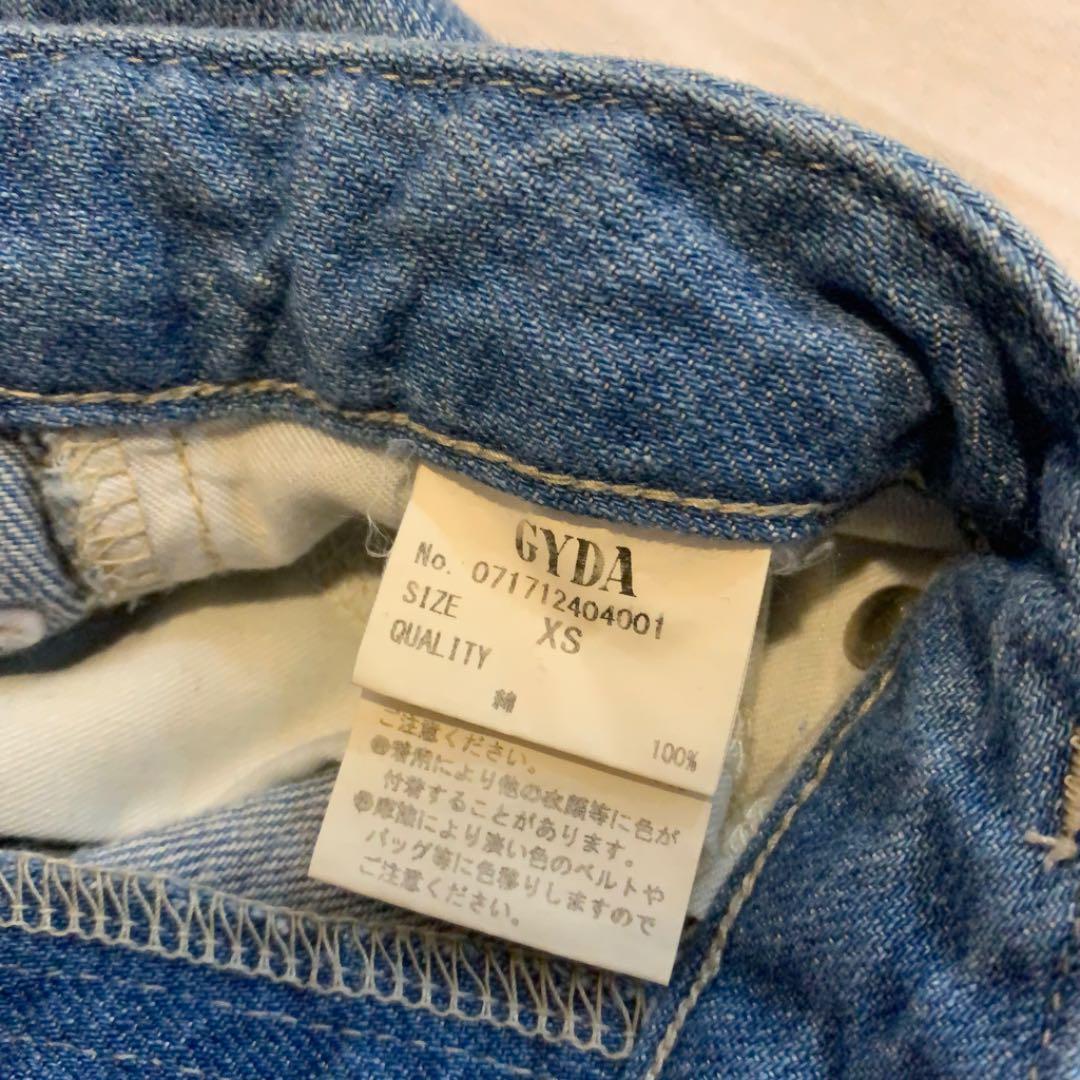 GYDA
No. 071712404001
SIZE XS
QUALITY
綿
100%
ご注意ください。
●着用により他の衣類等に色が
付着することがあります。
●摩擦により淡い色のベルトや
バッグ等に色移りしますので
ご注意ください。